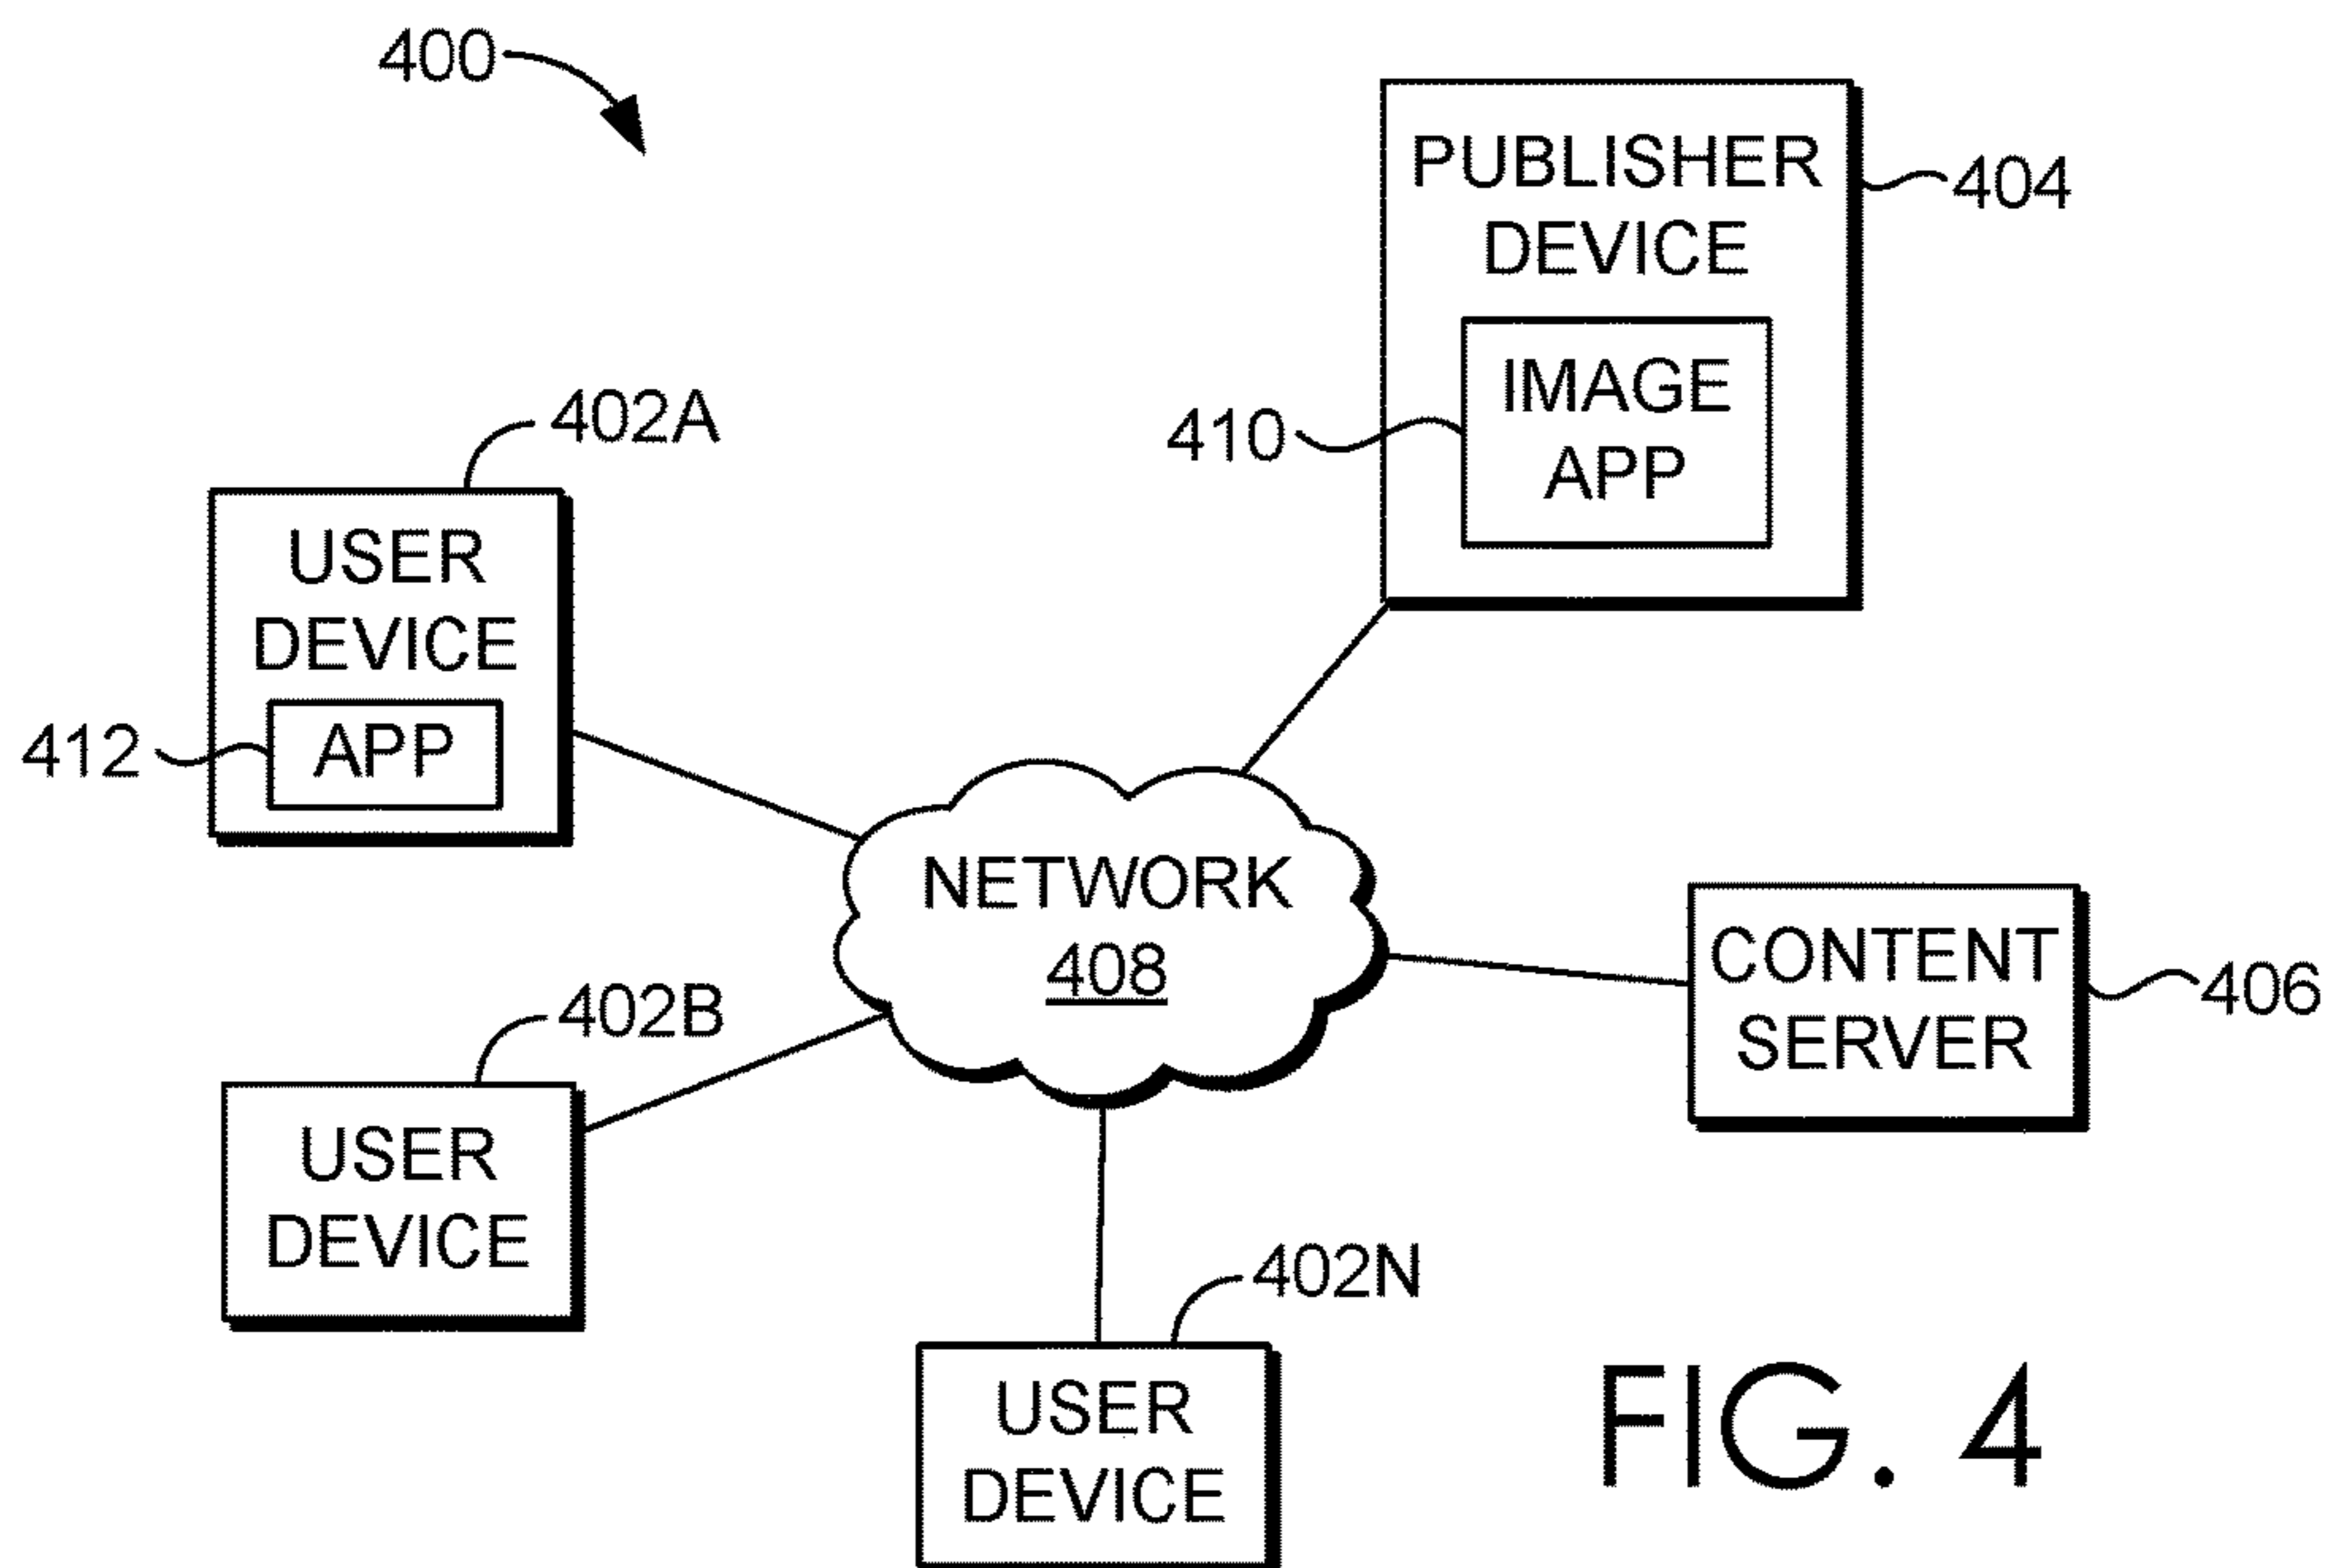 400
PUBLISHER
DEVICE
404
IMAGE
APP
410
402A
USER
DEVICE
APP
412
NETWORK
408
CONTENT
SERVER
406
402B
USER
DEVICE
402N
USER
DEVICE
FIG. 4